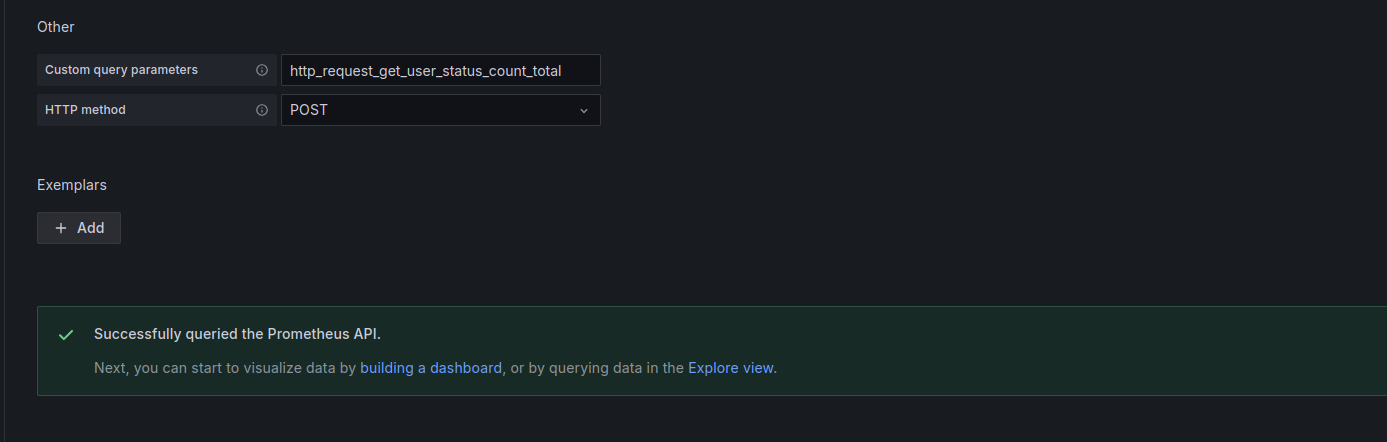 Other
Custom query parameters
http_request_get_user_status_count_total
HTTP method
POST
Exemplars
+ Add
Successfully queried the Prometheus API.
Next, you can start to visualize data by building a dashboard, or by querying data in the Explore view.